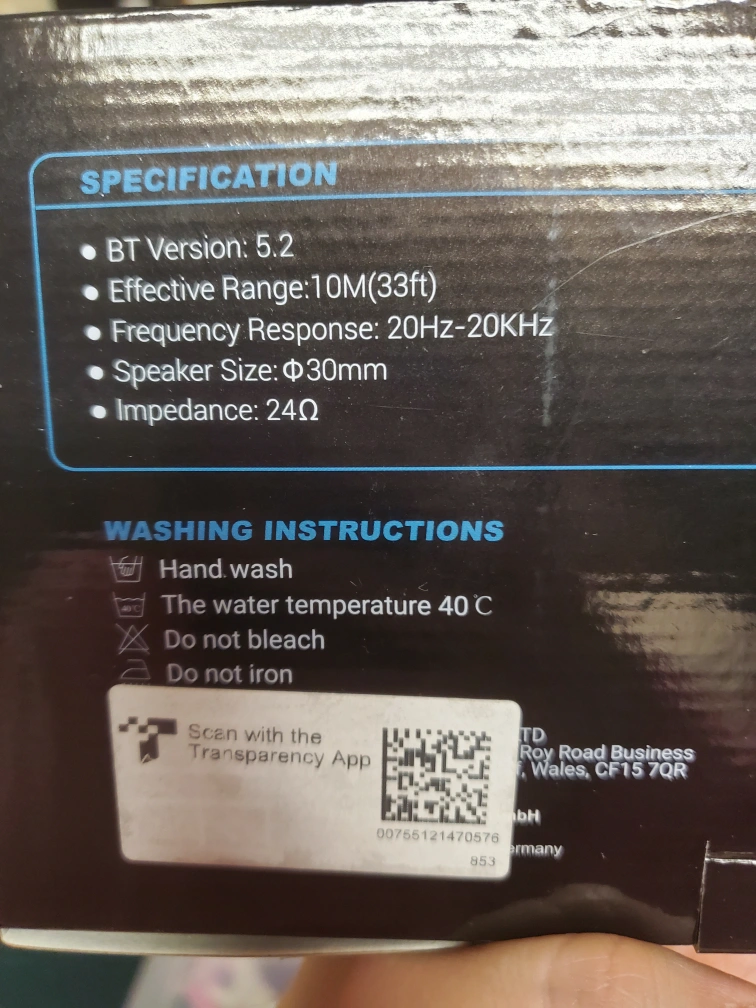 SPECIFICATION
● BT Version: 5.2
● Effective Range:10M(33ft)
● Frequency Response: 20Hz-20KHz
● Speaker Size:Φ30mm
● Impedance: 24Ω
WASHING INSTRUCTIONS
Hand wash
40℃ The water temperature 40℃
Do not bleach
Do not iron
Scan with the
Transparency App
00755121470576
853
TD
Roy Road Business
, Wales, CF15 7QR
bH
ermany